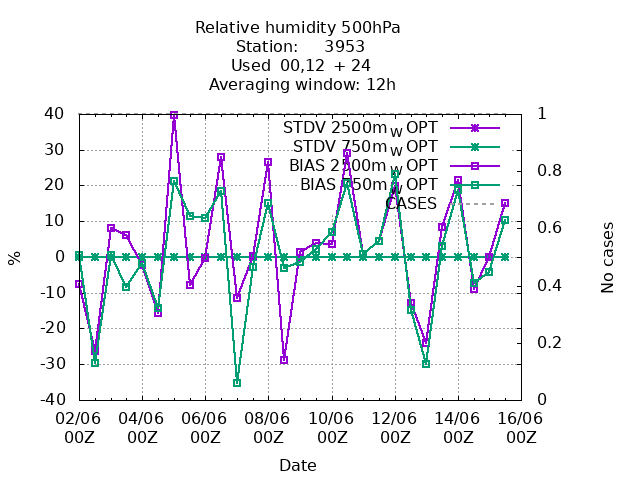 Relative humidity 500hPa
Station: 3953
Used 00,12 + 24
Averaging window: 12h
40 30 20 10 0 -10 -20 -30 -40
1 0.8 0.6 0.4 0.2 0
STDV 2500m W OPT
STDV 750m W OPT
BIAS 2500m W OPT
BIAS 750m W OPT
CASES
%
No cases
02/06 04/06 06/06 08/06 10/06 12/06 14/06 16/06
00Z 00Z 00Z 00Z 00Z 00Z 00Z 00Z
Date